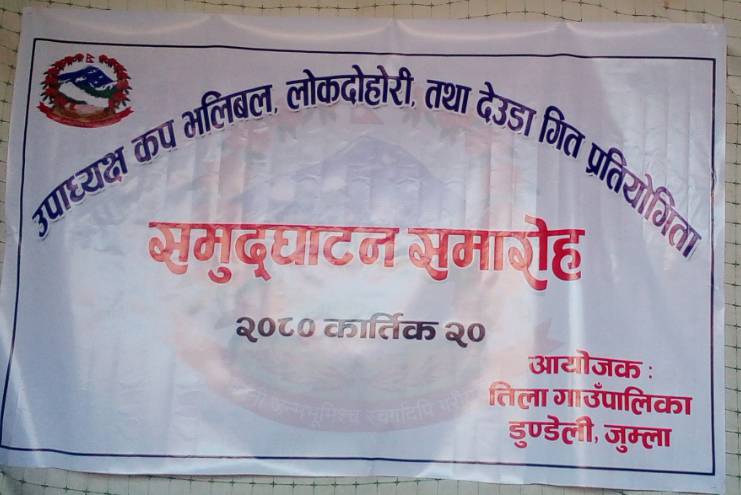 उपाध्यक्ष कप भलिबल, लोकदोहोरी, तथा देउडा गित प्रतियोगिता
समुद्घाटन समारोह
२०८० कार्तिक २०
आयोजक :
तिला गाउँपालिका
डुण्डेली, जुम्ला